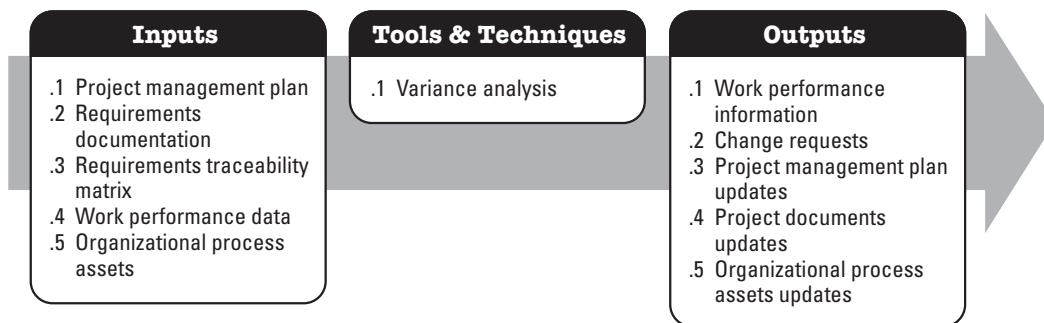 Inputs
.1 Project management plan
.2 Requirements
documentation
.3 Requirements traceability
matrix
.4 Work performance data
.5 Organizational process
assets
Tools & Techniques
.1 Variance analysis
Outputs
.1 Work performance
information
.2 Change requests
.3 Project management plan
updates
.4 Project documents
updates
.5 Organizational process
assets updates